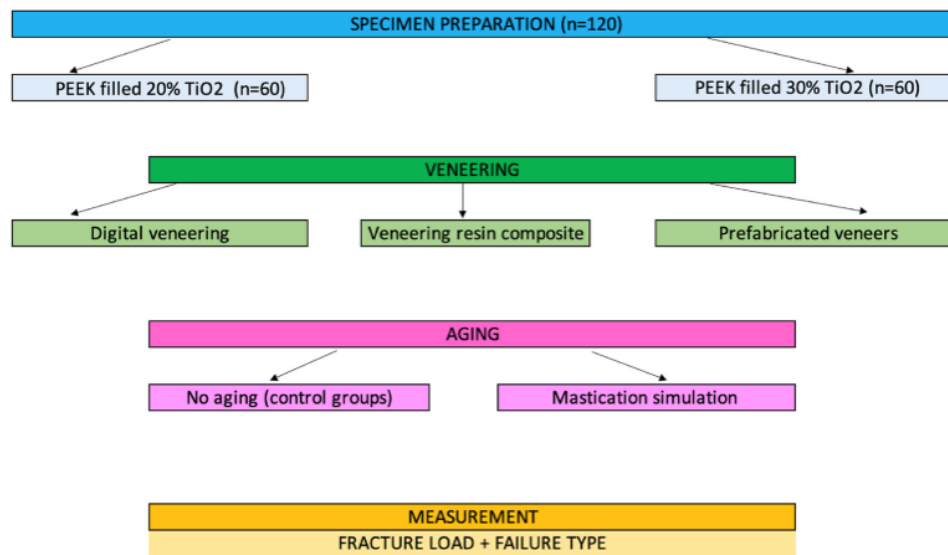 SPECIMEN PREPARATION (n=120)
PEEK filled 20% TiO2 (n=60)
PEEK filled 30% TiO2 (n=60)
VENEERING
Digital veneering
Veneering resin composite
Prefabricated veneers
AGING
No aging (control groups)
Mastication simulation
MEASUREMENT
FRACTURE LOAD + FAILURE TYPE